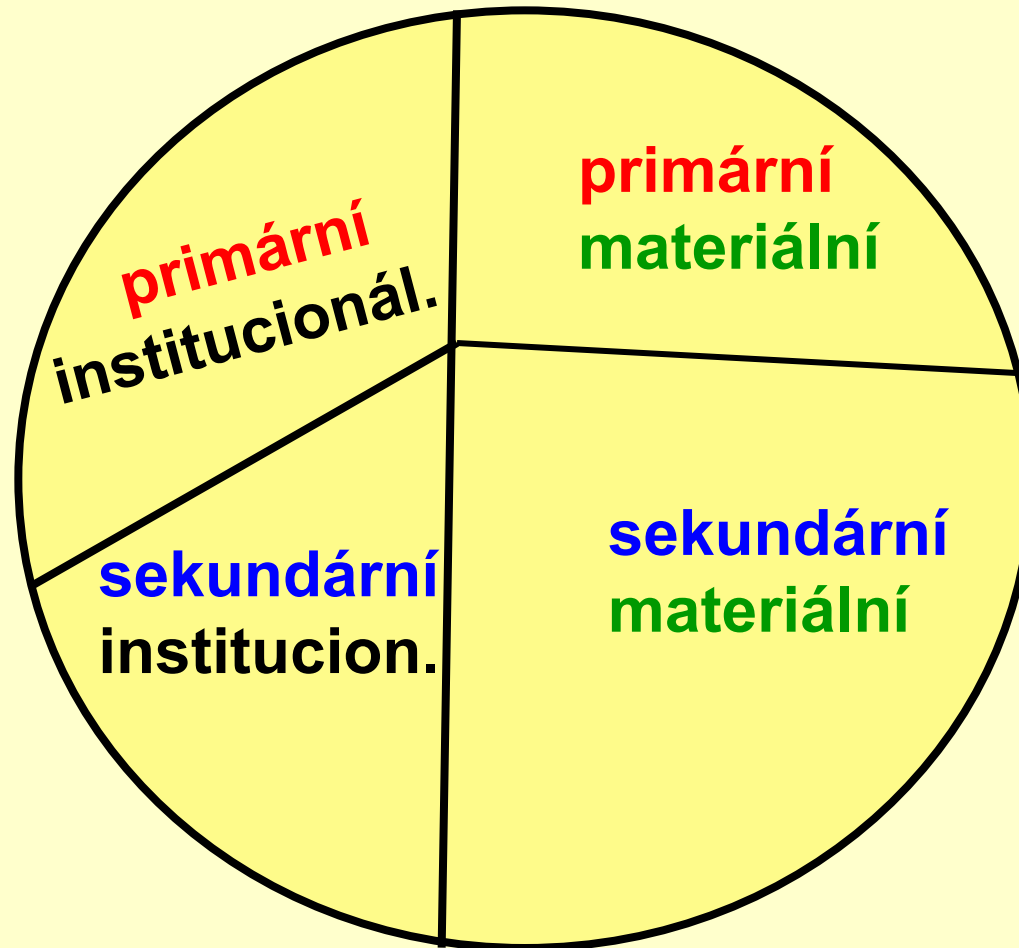 primární
institucionál.
primární
materiální
sekundární
institucion.
sekundární
materiální